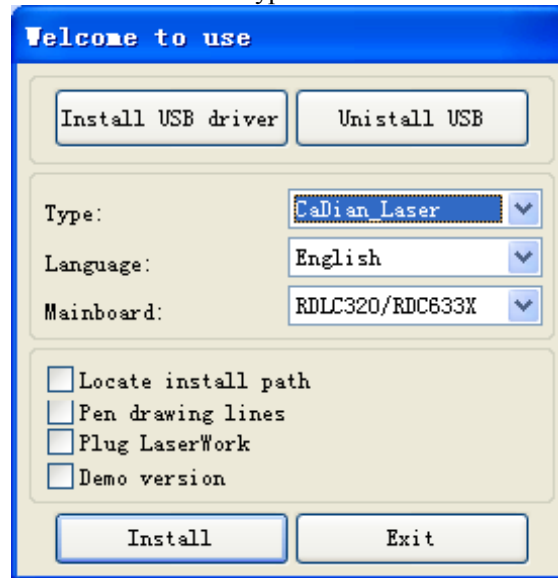 Welcome to use
Install USB driver
Unistall USB
Type:
CaDian_Laser
Language:
English
Mainboard:
RDLC320/RDC633X
Locate install path
Pen drawing lines
Plug LaserWork
Demo version
Install
Exit